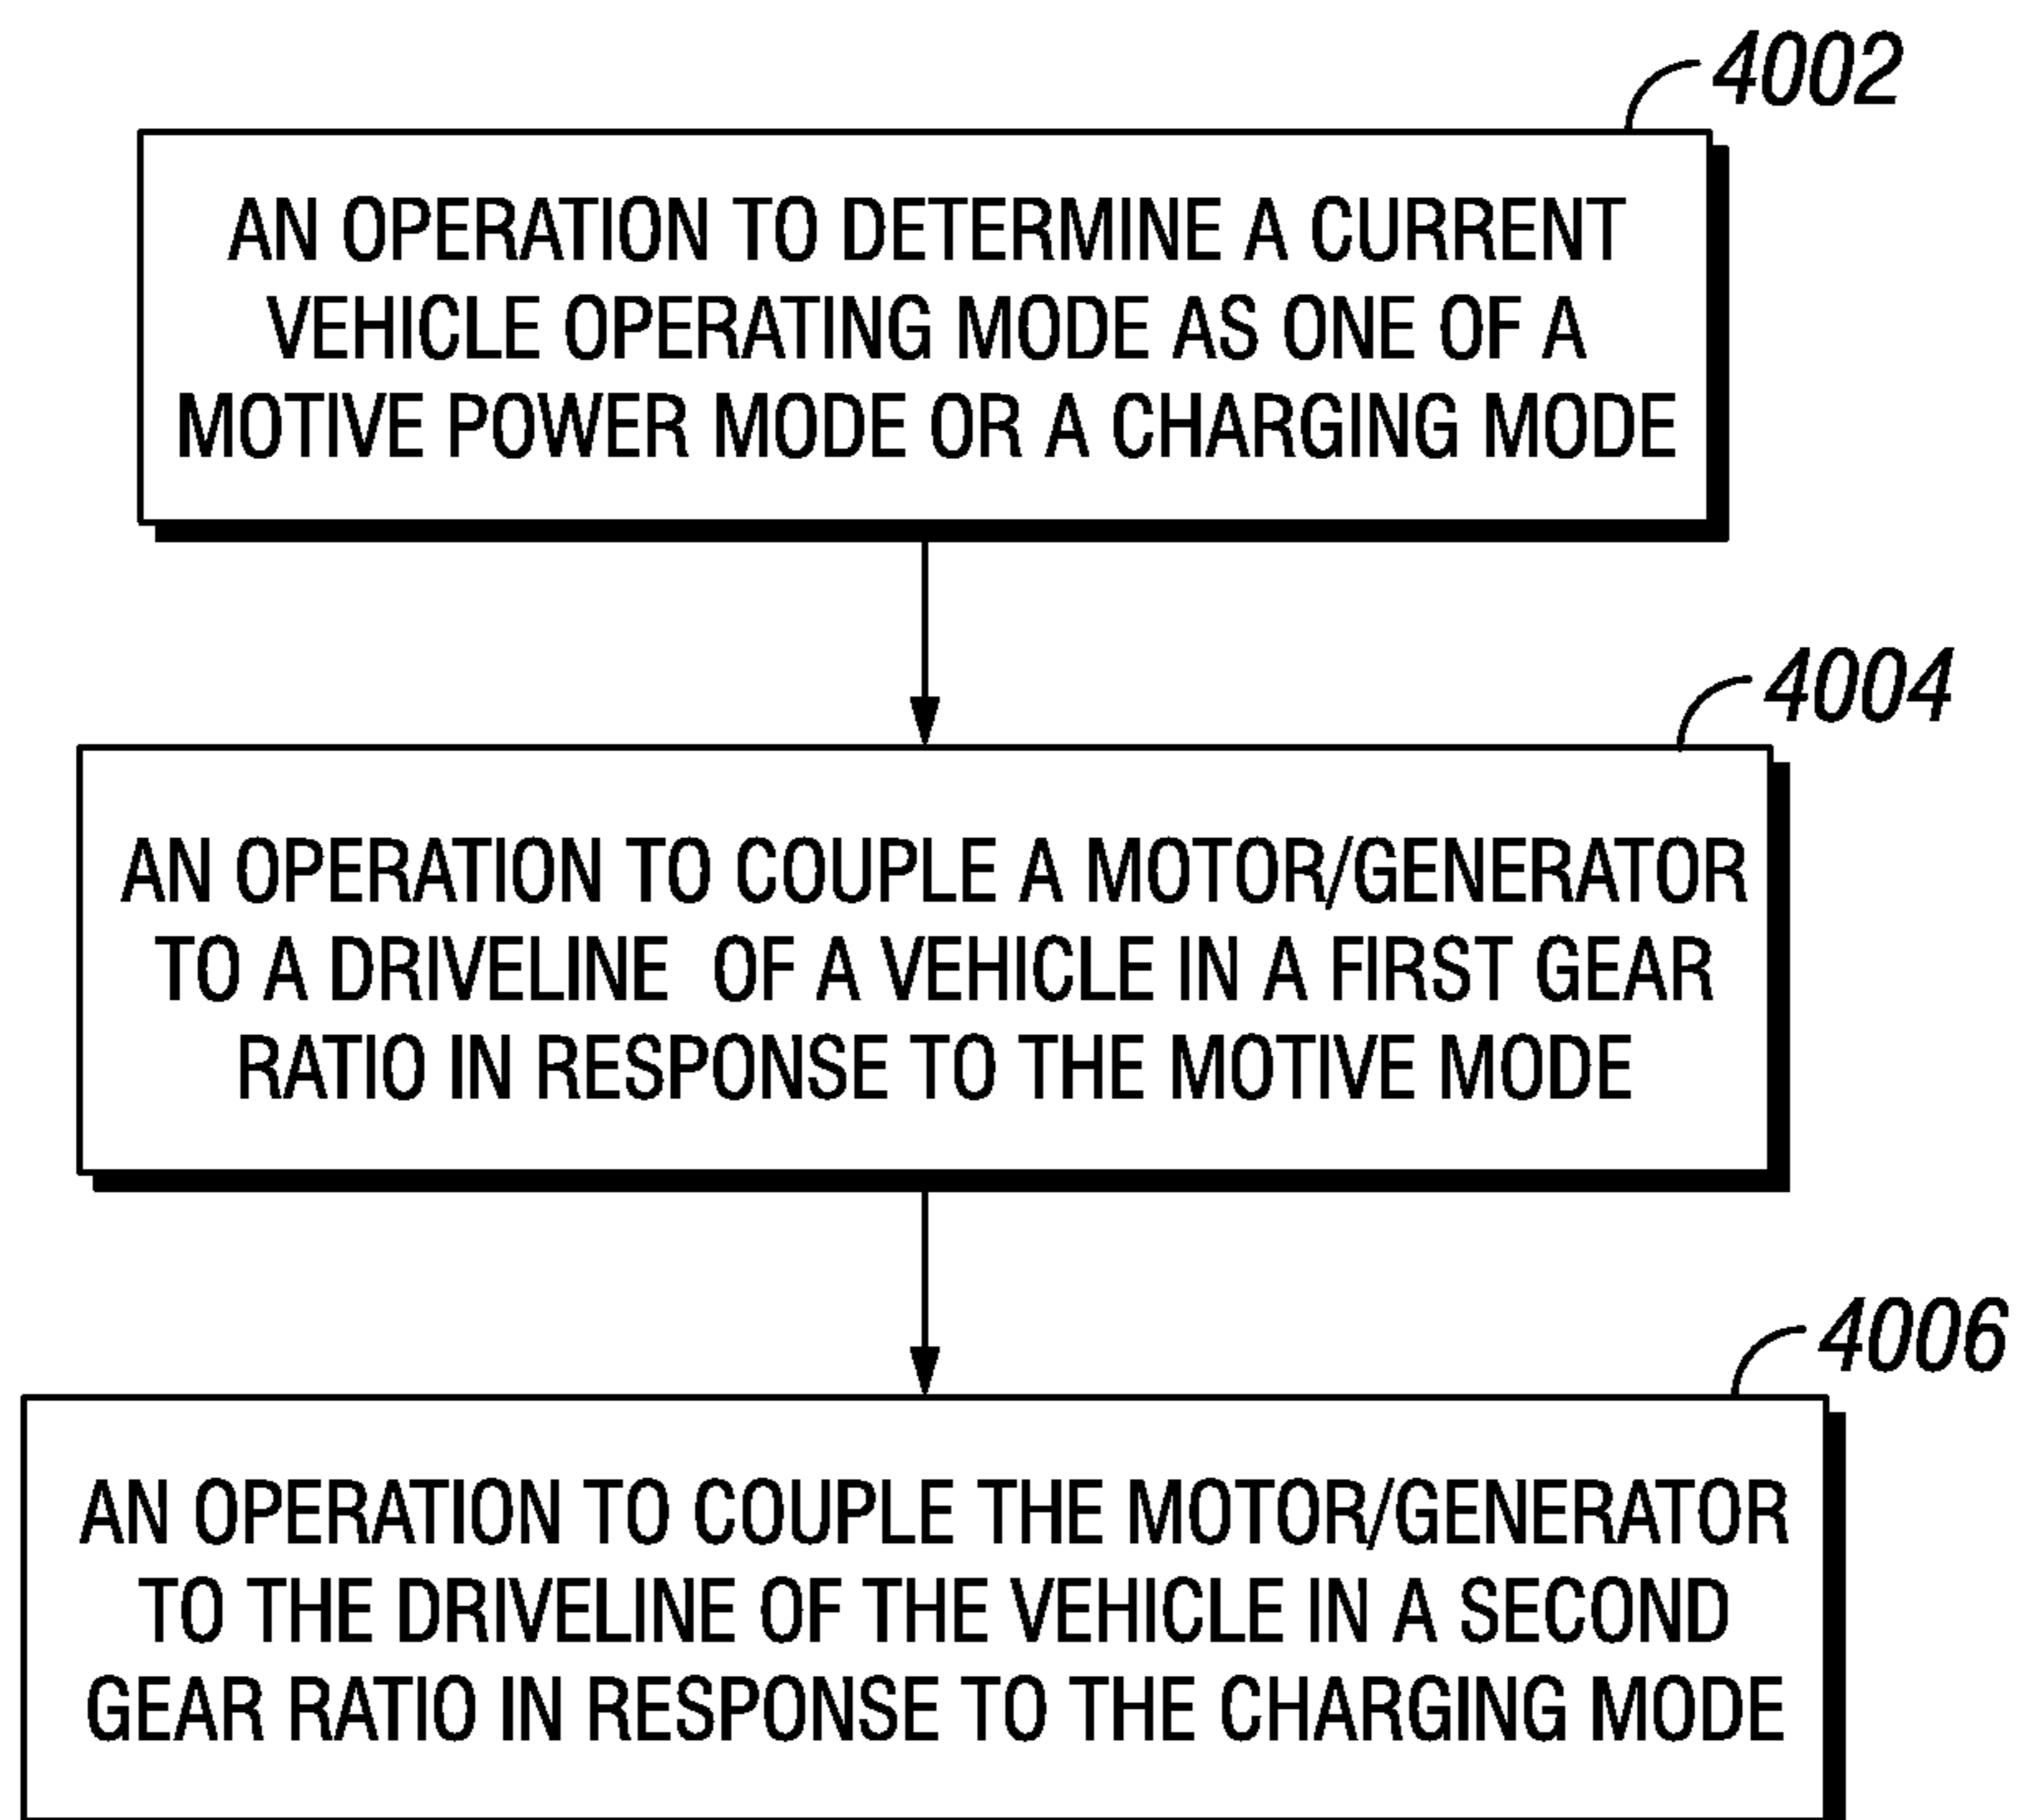 4002
AN OPERATION TO DETERMINE A CURRENT
VEHICLE OPERATING MODE AS ONE OF A
MOTIVE POWER MODE OR A CHARGING MODE
4004
AN OPERATION TO COUPLE A MOTOR/GENERATOR
TO A DRIVELINE OF A VEHICLE IN A FIRST GEAR
RATIO IN RESPONSE TO THE MOTIVE MODE
4006
AN OPERATION TO COUPLE THE MOTOR/GENERATOR
TO THE DRIVELINE OF THE VEHICLE IN A SECOND
GEAR RATIO IN RESPONSE TO THE CHARGING MODE